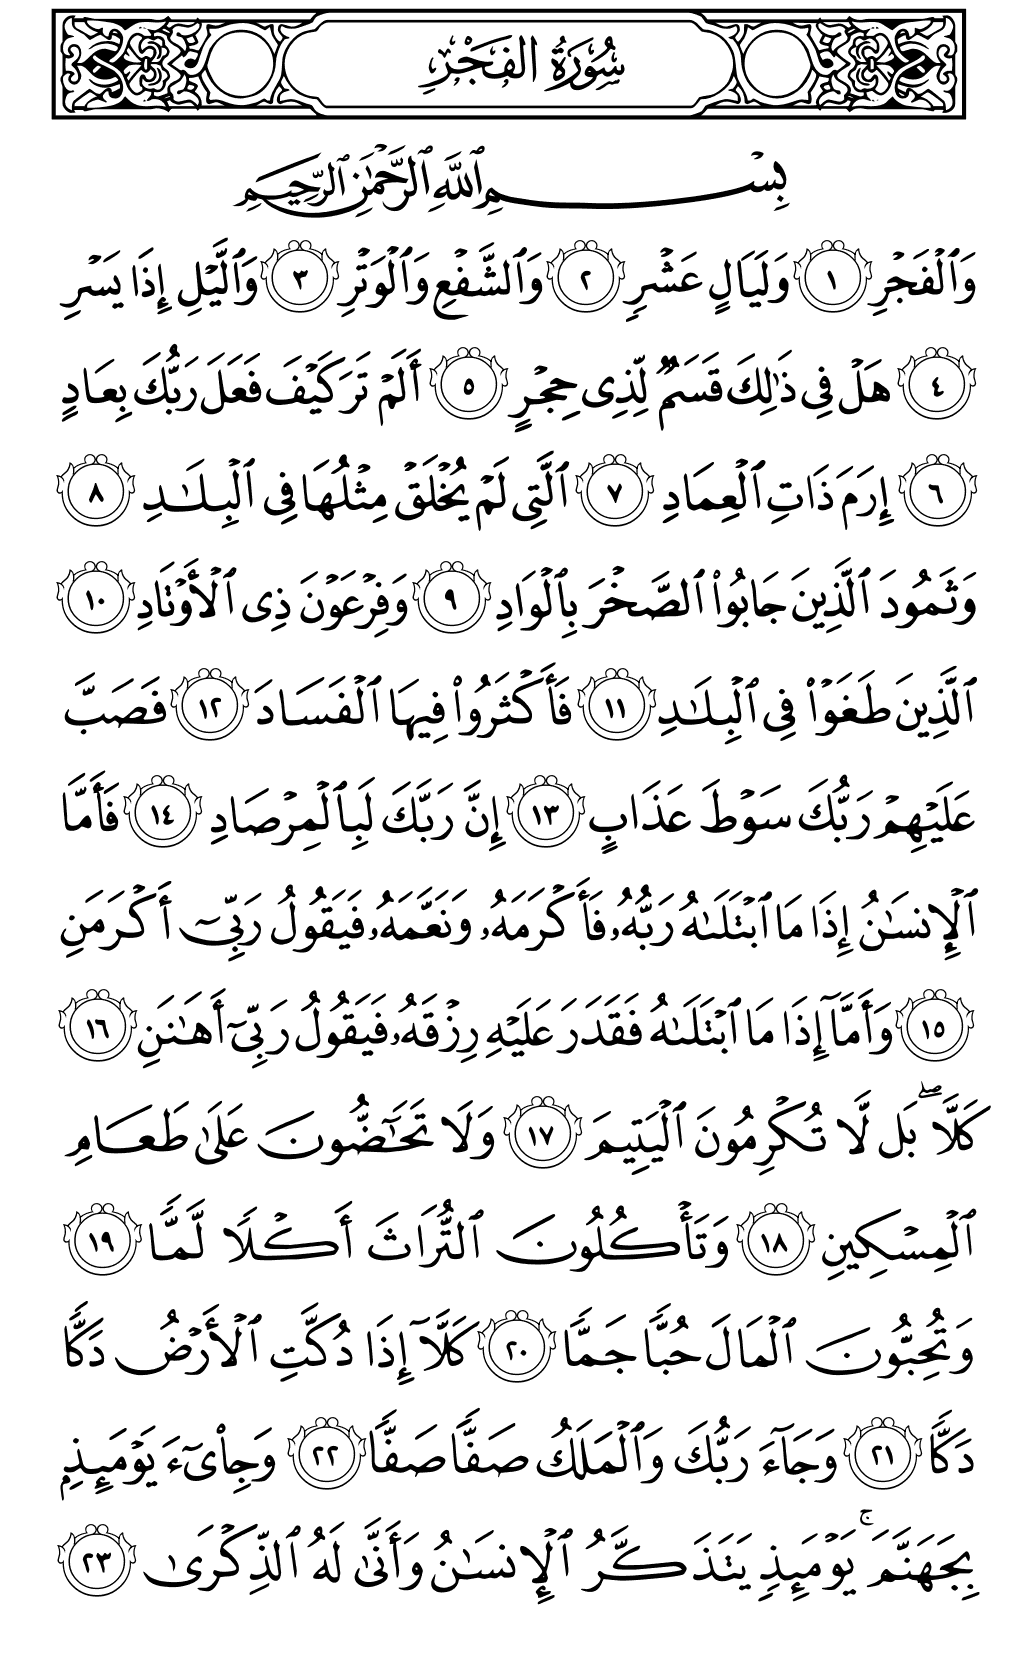 سُورَةُ الفَجْرِ
بِسْمِ ٱللَّهِ ٱلرَّحْمَٰنِ ٱلرَّحِيمِ
وَٱلْفَجْرِ ١ وَلَيَالٍ عَشْرٍ ٢ وَٱلشَّفْعِ وَٱلْوَتْرِ ٣ وَٱلَّيْلِ إِذَا يَسْرِ
٤ هَلْ فِى ذَٰلِكَ قَسَمٌ لِّذِى حِجْرٍ ٥ أَلَمْ تَرَ كَيْفَ فَعَلَ رَبُّكَ بِعَادٍ
٦ إِرَمَ ذَاتِ ٱلْعِمَادِ ٧ ٱلَّتِى لَمْ يُخْلَقْ مِثْلُهَا فِى ٱلْبِلَٰدِ ٨
وَثَمُودَ ٱلَّذِينَ جَابُوا۟ ٱلصَّخْرَ بِٱلْوَادِ ٩ وَفِرْعَوْنَ ذِى ٱلْأَوْتَادِ ١٠
ٱلَّذِينَ طَغَوْا۟ فِى ٱلْبِلَٰدِ ١١ فَأَكْثَرُوا۟ فِيهَا ٱلْفَسَادَ ١٢ فَصَبَّ
عَلَيْهِمْ رَبُّكَ سَوْطَ عَذَابٍ ١٣ إِنَّ رَبَّكَ لَبِٱلْمِرْصَادِ ١٤ فَأَمَّا
ٱلْإِنسَٰنُ إِذَا مَا ٱبْتَلَىٰهُ رَبُّهُۥ فَأَكْرَمَهُۥ وَنَعَّمَهُۥ فَيَقُولُ رَبِّىٓ أَكْرَمَنِ
١٥ وَأَمَّآ إِذَا مَا ٱبْتَلَىٰهُ فَقَدَرَ عَلَيْهِ رِزْقَهُۥ فَيَقُولُ رَبِّىٓ أَهَٰنَنِ ١٦
كَلَّا ۖ بَل لَّا تُكْرِمُونَ ٱلْيَتِيمَ ١٧ وَلَا تَحَٰٓضُّونَ عَلَىٰ طَعَامِ
ٱلْمِسْكِينِ ١٨ وَتَأْكُلُونَ ٱلتُّرَاثَ أَكْلًا لَّمًّا ١٩
وَتُحِبُّونَ ٱلْمَالَ حُبًّا جَمًّا ٢٠ كَلَّآ إِذَا دُكَّتِ ٱلْأَرْضُ دَكًّا
دَكًّا ٢١ وَجَآءَ رَبُّكَ وَٱلْمَلَكُ صَفًّا صَفًّا ٢٢ وَجِا۟ىٓءَ يَوْمَئِذٍۭ
بِجَهَنَّمَ ۚ يَوْمَئِذٍ يَتَذَكَّرُ ٱلْإِنسَٰنُ وَأَنَّىٰ لَهُ ٱلذِّكْرَىٰ ٢٣